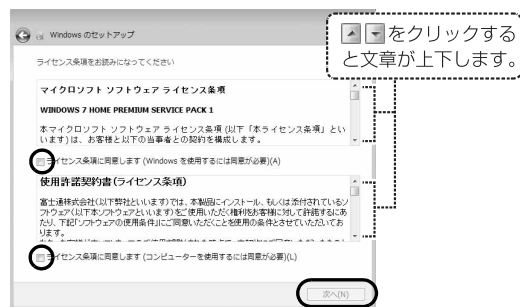 Windows のセットアップ
▲▼をクリックする
と文章が上下します。
ライセンス条項をお読みになってください
マイクロソフト ソフトウェア ライセンス条項
WINDOWS 7 HOME PREMIUM SERVICE PACK 1
本マイクロソフト ソフトウェア ライセンス条項 (以下「本ライセンス条項」とい
います) は、お客様と以下の当事者との契約を構成します。
ライセンス条項に同意します (Windows を使用するには同意が必要)(A)
使用許諾契約書(ライセンス条項)
富士通株式会社(以下弊社といいます)では、本製品にインストール、もしくは添付されているソ
フトウェア(以下本ソフトウェアといいます)をご使用いただく権利をお客様に対して許諾するにあ
たり、下記「ソフトウェアの使用条件」にご同意いただくことを使用の条件とさせていただいてお
ります。
ライセンス条項に同意します (コンピューターを使用するには同意が必要)(L)
次へ(N)